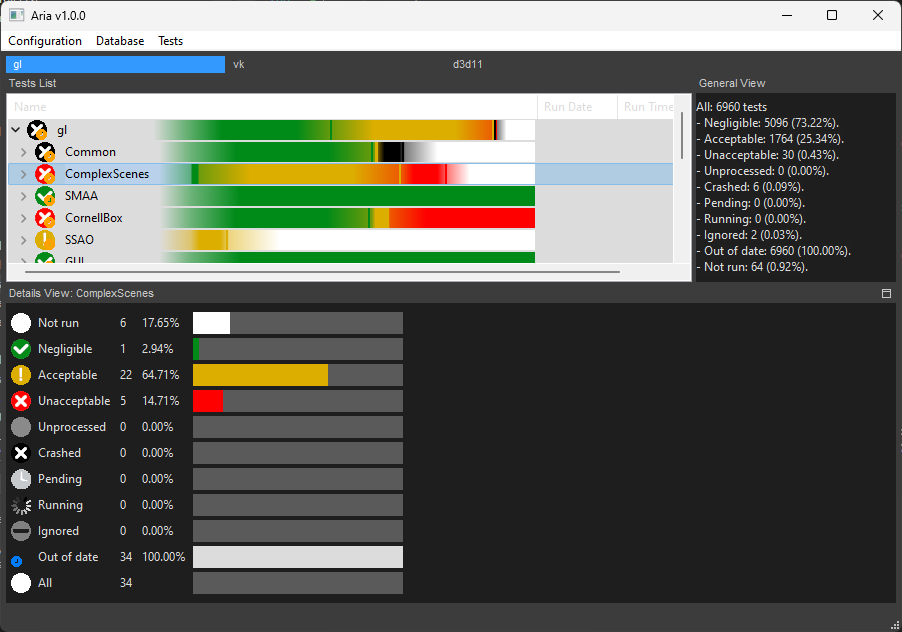 Aria v1.0.0
Configuration Database Tests
gl vk d3d11
Tests List
General View
Name Run Date Run Time
gl
Common
ComplexScenes
SMAA
CornellBox
SSAO
GUI
All: 6960 tests
- Negligible: 5096 (73.22%).
- Acceptable: 1764 (25.34%).
- Unacceptable: 30 (0.43%).
- Unprocessed: 0 (0.00%).
- Crashed: 6 (0.09%).
- Pending: 0 (0.00%).
- Running: 0 (0.00%).
- Ignored: 2 (0.03%).
- Out of date: 6960 (100.00%).
- Not run: 64 (0.92%).
Details View: ComplexScenes
Not run 6 17.65%
Negligible 1 2.94%
Acceptable 22 64.71%
Unacceptable 5 14.71%
Unprocessed 0 0.00%
Crashed 0 0.00%
Pending 0 0.00%
Running 0 0.00%
Ignored 0 0.00%
Out of date 34 100.00%
All 34